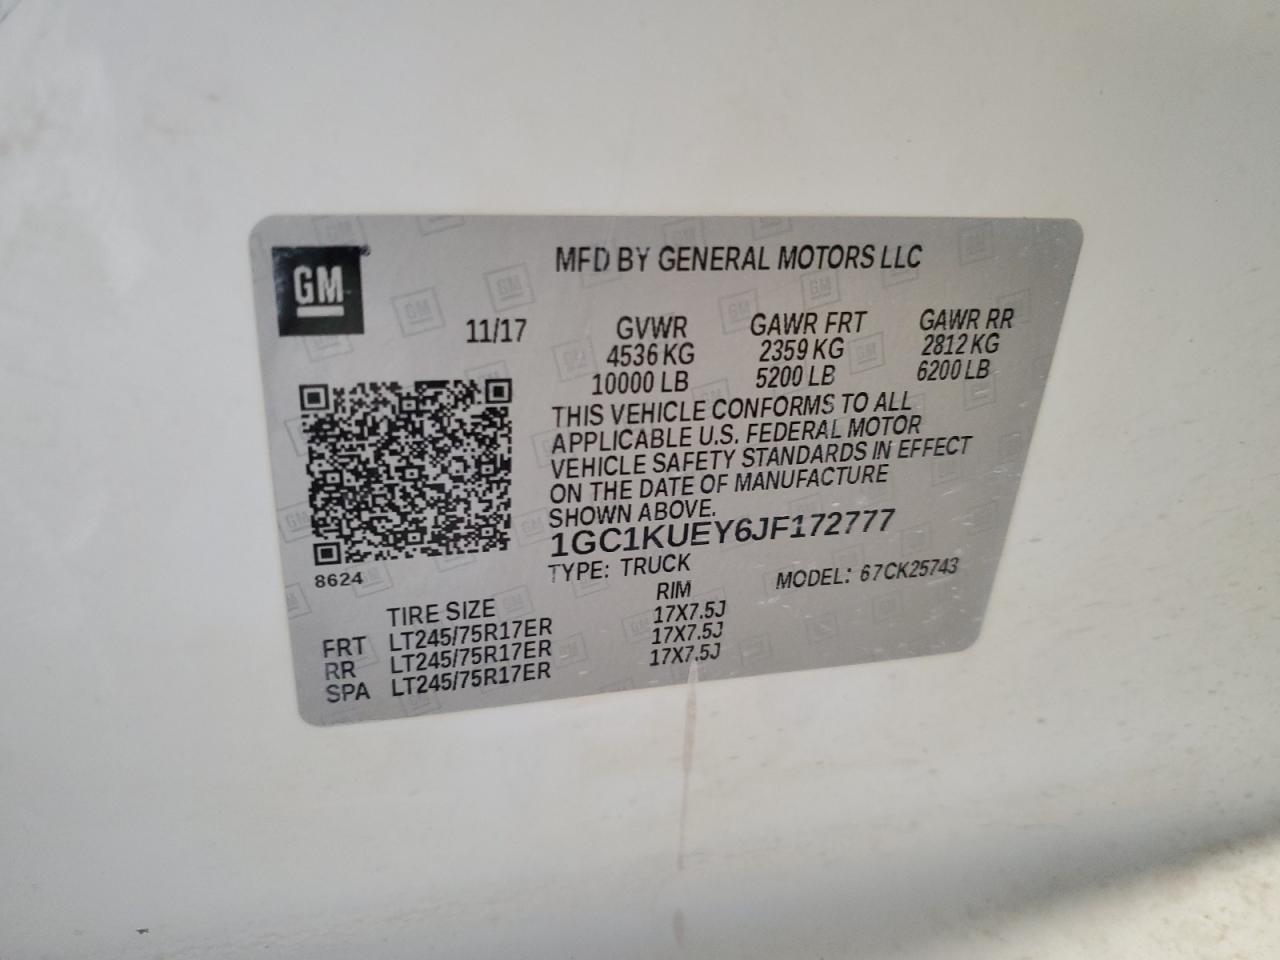 GM
MFD BY GENERAL MOTORS LLC
11/17 GVWR GAWR FRT GAWR RR
4536 KG 2359 KG 2812 KG
10000 LB 5200 LB 6200 LB
THIS VEHICLE CONFORMS TO ALL
APPLICABLE U.S. FEDERAL MOTOR
VEHICLE SAFETY STANDARDS IN EFFECT
ON THE DATE OF MANUFACTURE
SHOWN ABOVE.
1GC1KUEY6JF172777
8624 TYPE: TRUCK MODEL: 67CK25743
TIRE SIZE RIM
FRT LT245/75R17ER 17X7.5J
RR LT245/75R17ER 17X7.5J
SPA LT245/75R17ER 17X7.5J